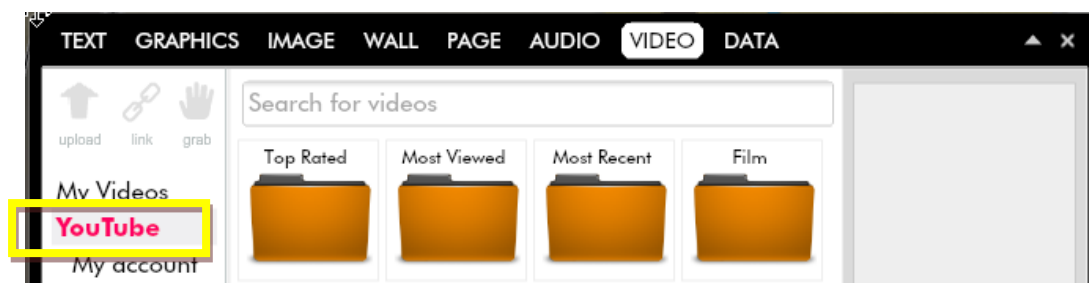 TEXT GRAPHICS IMAGE WALL PAGE AUDIO VIDEO DATA
upload link grab
Search for videos
Top Rated Most Viewed Most Recent Film
My Videos
YouTube
My account